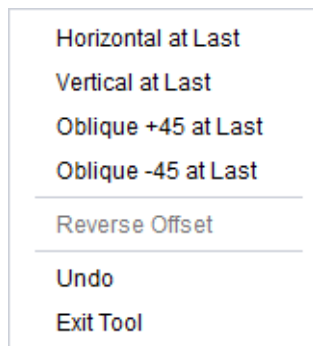 Horizontal at Last
Vertical at Last
Oblique +45 at Last
Oblique -45 at Last
Reverse Offset
Undo
Exit Tool